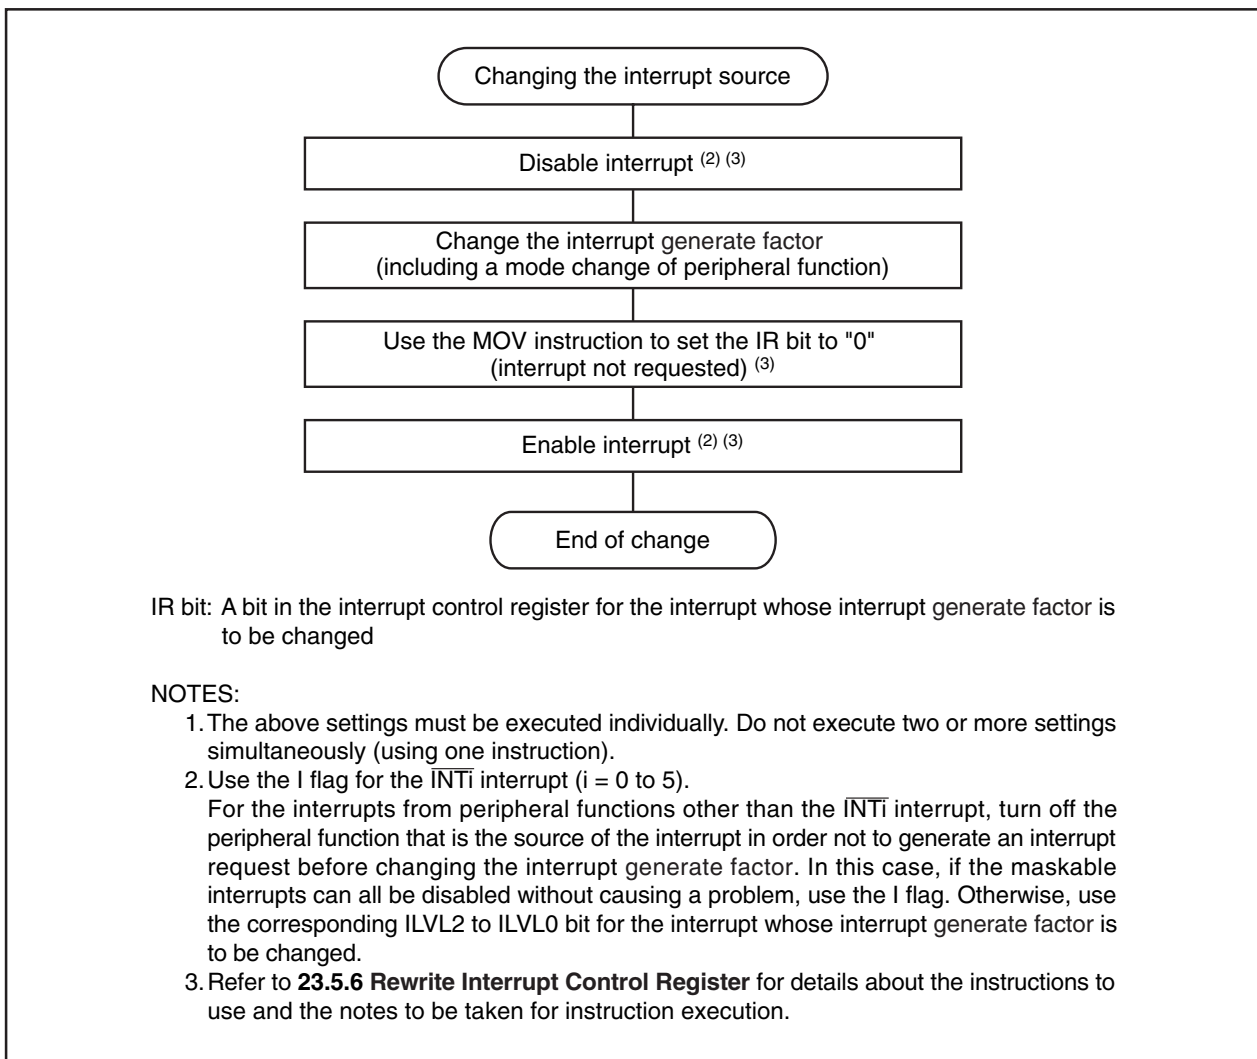 Changing the interrupt source
Disable interrupt (2) (3)
Change the interrupt generate factor
(including a mode change of peripheral function)
Use the MOV instruction to set the IR bit to "0"
(interrupt not requested) (3)
Enable interrupt (2) (3)
End of change
IR bit: A bit in the interrupt control register for the interrupt whose interrupt generate factor is
to be changed
NOTES:
1. The above settings must be executed individually. Do not execute two or more settings
simultaneously (using one instruction).
2. Use the I flag for the I̅N̅T̅i̅ interrupt (i = 0 to 5).
For the interrupts from peripheral functions other than the I̅N̅T̅i̅ interrupt, turn off the
peripheral function that is the source of the interrupt in order not to generate an interrupt
request before changing the interrupt generate factor. In this case, if the maskable
interrupts can all be disabled without causing a problem, use the I flag. Otherwise, use
the corresponding ILVL2 to ILVL0 bit for the interrupt whose interrupt generate factor is
to be changed.
3. Refer to 23.5.6 Rewrite Interrupt Control Register for details about the instructions to
use and the notes to be taken for instruction execution.